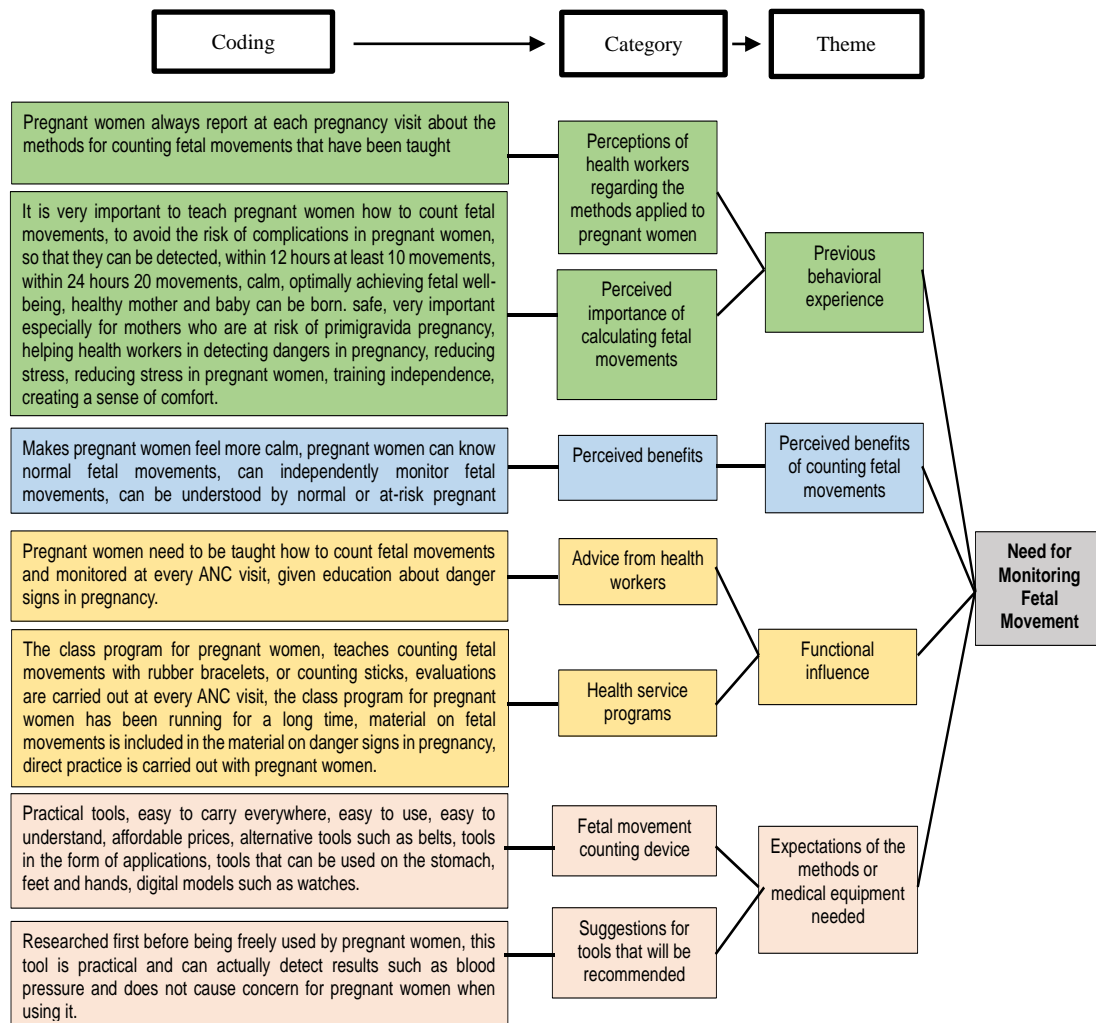 Coding
Category
Theme
Pregnant women always report at each pregnancy visit about the
methods for counting fetal movements that have been taught
Perceptions of
health workers
regarding the
methods applied to
pregnant women
It is very important to teach pregnant women how to count fetal
movements, to avoid the risk of complications in pregnant women,
so that they can be detected, within 12 hours at least 10 movements,
within 24 hours 20 movements, calm, optimally achieving fetal well-
being, healthy mother and baby can be born. safe, very important
especially for mothers who are at risk of primigravida pregnancy,
helping health workers in detecting dangers in pregnancy, reducing
stress, reducing stress in pregnant women, training independence,
creating a sense of comfort.
Perceived
importance of
calculating fetal
movements
Previous
behavioral
experience
Makes pregnant women feel more calm, pregnant women can know
normal fetal movements, can independently monitor fetal
movements, can be understood by normal or at-risk pregnant
Perceived benefits
Perceived benefits
of counting fetal
movements
Pregnant women need to be taught how to count fetal movements
and monitored at every ANC visit, given education about danger
signs in pregnancy.
Advice from health
workers
The class program for pregnant women, teaches counting fetal
movements with rubber bracelets, or counting sticks, evaluations
are carried out at every ANC visit, the class program for pregnant
women has been running for a long time, material on fetal
movements is included in the material on danger signs in pregnancy,
direct practice is carried out with pregnant women.
Health service
programs
Functional
influence
Practical tools, easy to carry everywhere, easy to use, easy to
understand, affordable prices, alternative tools such as belts, tools
in the form of applications, tools that can be used on the stomach,
feet and hands, digital models such as watches.
Fetal movement
counting device
Researched first before being freely used by pregnant women, this
tool is practical and can actually detect results such as blood
pressure and does not cause concern for pregnant women when
using it.
Suggestions for
tools that will be
recommended
Expectations of the
methods or
medical equipment
needed
Need for
Monitoring
Fetal
Movement